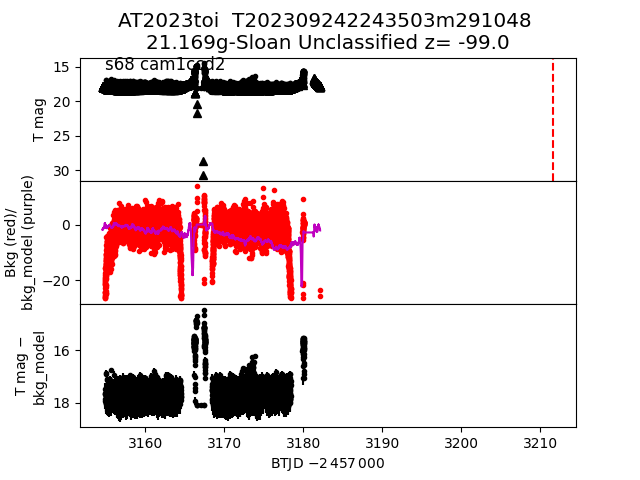 AT2023toi T202309242243503m291048
21.169g-Sloan Unclassified z= -99.0
s68 cam1ccd2
T mag
15
20
25
30
Bkg (red)/
bkg_model (purple)
0
−20
T mag −
bkg_model
16
18
3160 3170 3180 3190 3200 3210
BTJD −2 457 000